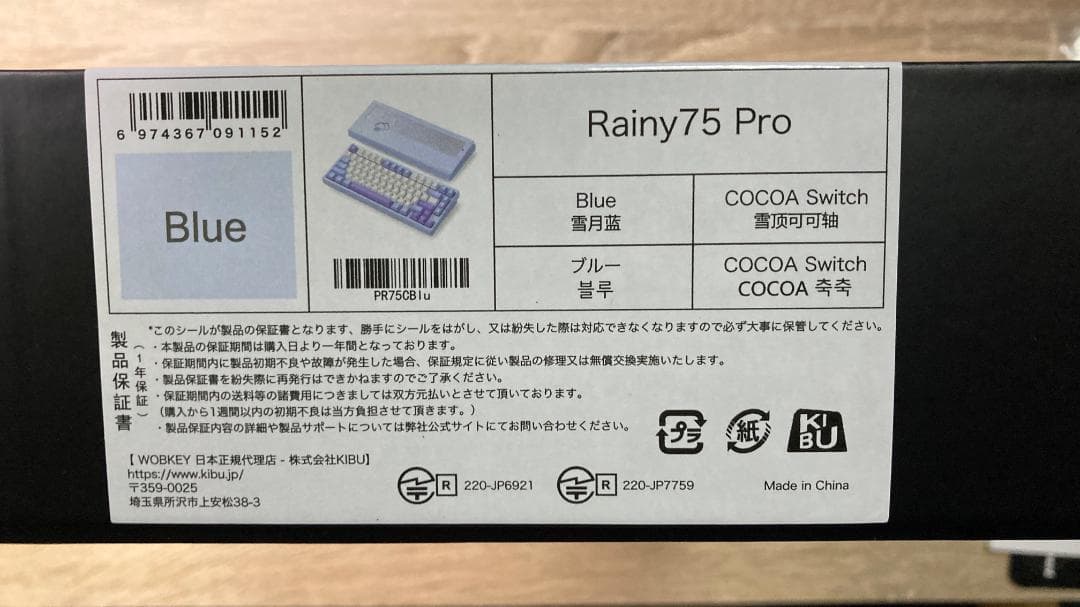 6 974367 091152
Blue
PR75CBlu
Rainy75 Pro
Blue
雪月蓝
COCOA Switch
雪顶可可轴
ブルー
블루
COCOA Switch
COCOA 축축
製品保証書
(1年保証)
*このシールが製品の保証書となります、勝手にシールをはがし、又は紛失した際は対応できなくなりますので必ず大事に保管してください。
・本製品の保証期間は購入日より一年間となっております。
・保証期間内に製品初期不良や故障が発生した場合、保証規定に従い製品の修理又は無償交換実施いたします。
・製品保証書を紛失際に再発行はできかねますのでご了承ください。
・保証期間内の送料等の諸費用につきましては双方元払いとさせて頂いております。
(購入から1週間以内の初期不良は当方負担させて頂きます。)
・製品保証内容の詳細や製品サポートについては弊社公式サイトにてお問い合わせください。
【 WOBKEY 日本正規代理店 - 株式会社KIBU】
https://www.kibu.jp/
〒359-0025
埼玉県所沢市上安松38-3
プラ
紙
KI
BU
R 220-JP6921
R 220-JP7759
Made in China